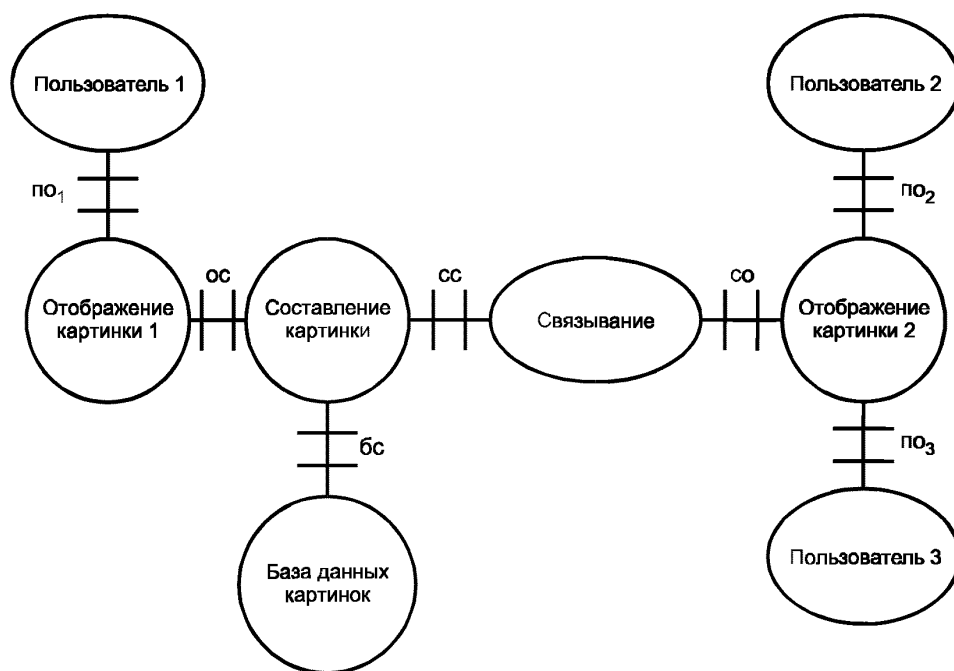 Пользователь 1
Пользователь 2
по₁
по₂
ос
сс
со
Отображение
картинки 1
Составление
картинки
Связывание
Отображение
картинки 2
бс
по₃
База данных
картинок
Пользователь 3